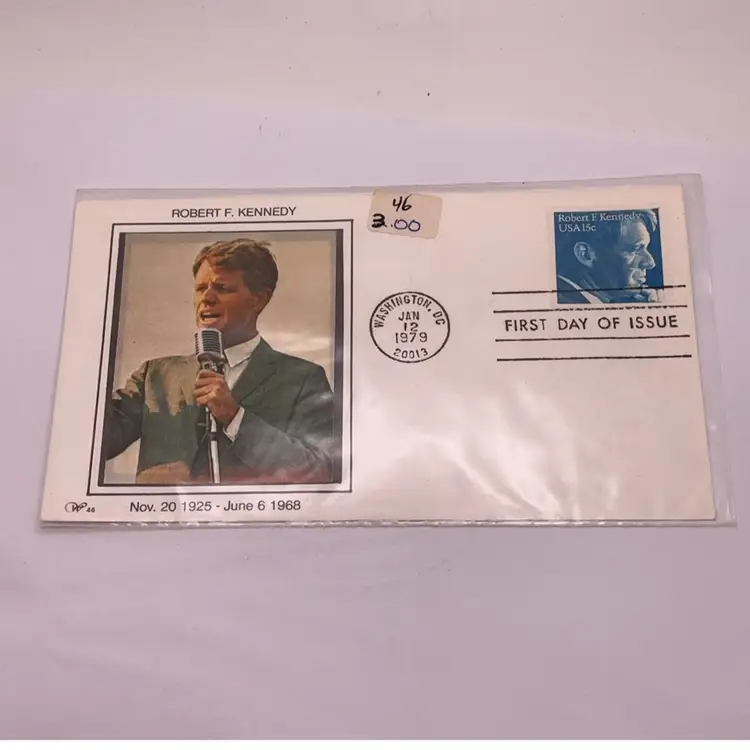 ROBERT F. KENNEDY
46
3.00
Robert F. Kennedy
USA 15c
WASHINGTON, DC
JAN
12
1979
20013
FIRST DAY OF ISSUE
46
Nov. 20 1925 - June 6 1968